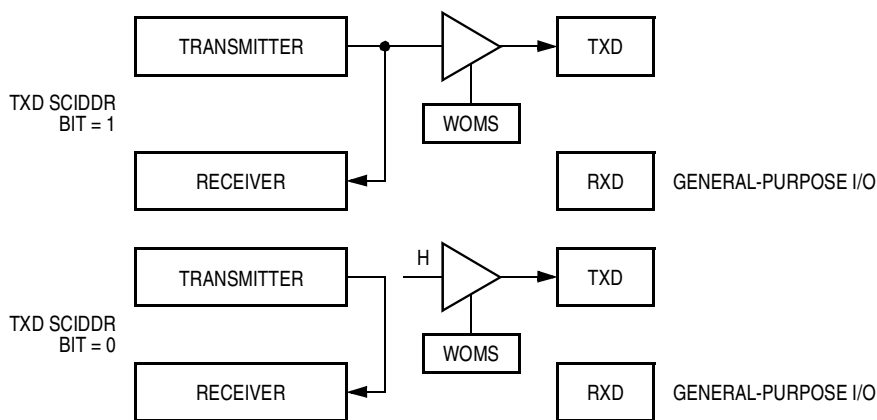 TRANSMITTER
TXD
TXD SCIDDR
BIT = 1
WOMS
RECEIVER
RXD
GENERAL-PURPOSE I/O
TRANSMITTER
H
TXD
TXD SCIDDR
BIT = 0
WOMS
RECEIVER
RXD
GENERAL-PURPOSE I/O